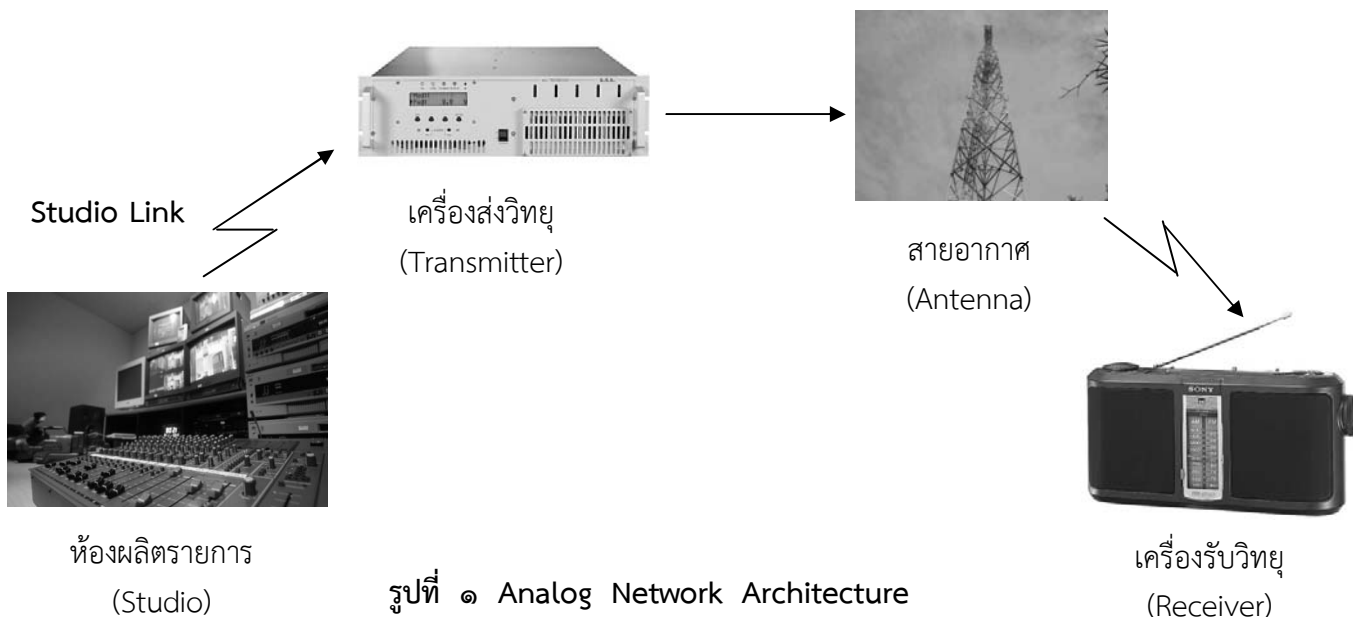 Studio Link
เครื่องส่งวิทยุ
(Transmitter)
สายอากาศ
(Antenna)
SONY
ห้องผลิตรายการ
(Studio)
เครื่องรับวิทยุ
(Receiver)
รูปที่ ๑ Analog Network Architecture